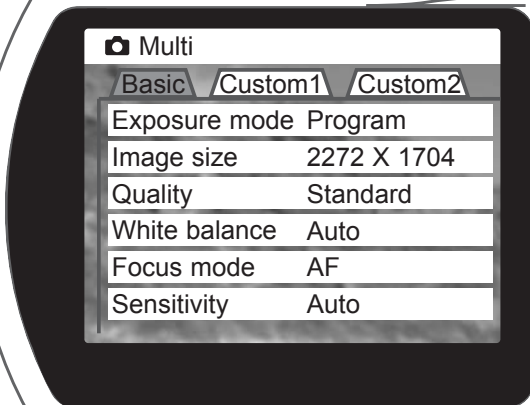 Multi
Basic Custom1 Custom2
Exposure mode Program
Image size 2272 X 1704
Quality Standard
White balance Auto
Focus mode AF
Sensitivity Auto